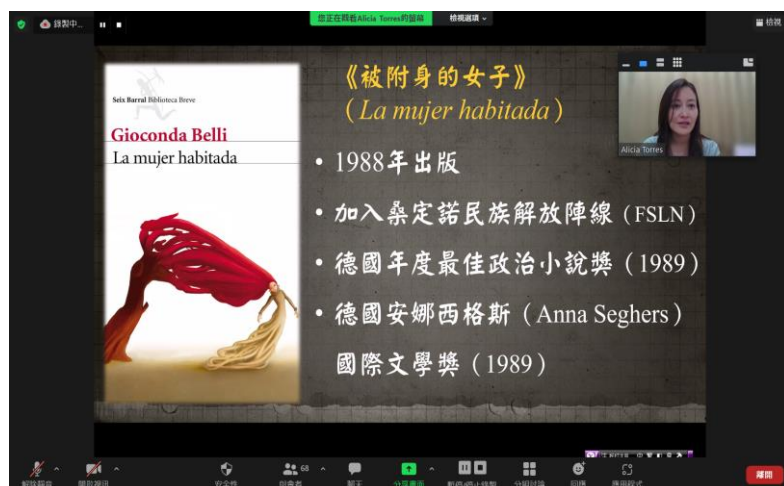 錄製中...
您正在觀看Alicia Torres的螢幕
檢視選項
檢視
Seix Barral Biblioteca Breve
Gioconda Belli
La mujer habitada
《被附身的女子》
（La mujer habitada）
• 1988年出版
• 加入桑定諾民族解放陣線（FSLN）
• 德國年度最佳政治小說獎（1989）
• 德國安娜西格斯（Anna Seghers）
國際文學獎（1989）
Alicia Torres
68
離開